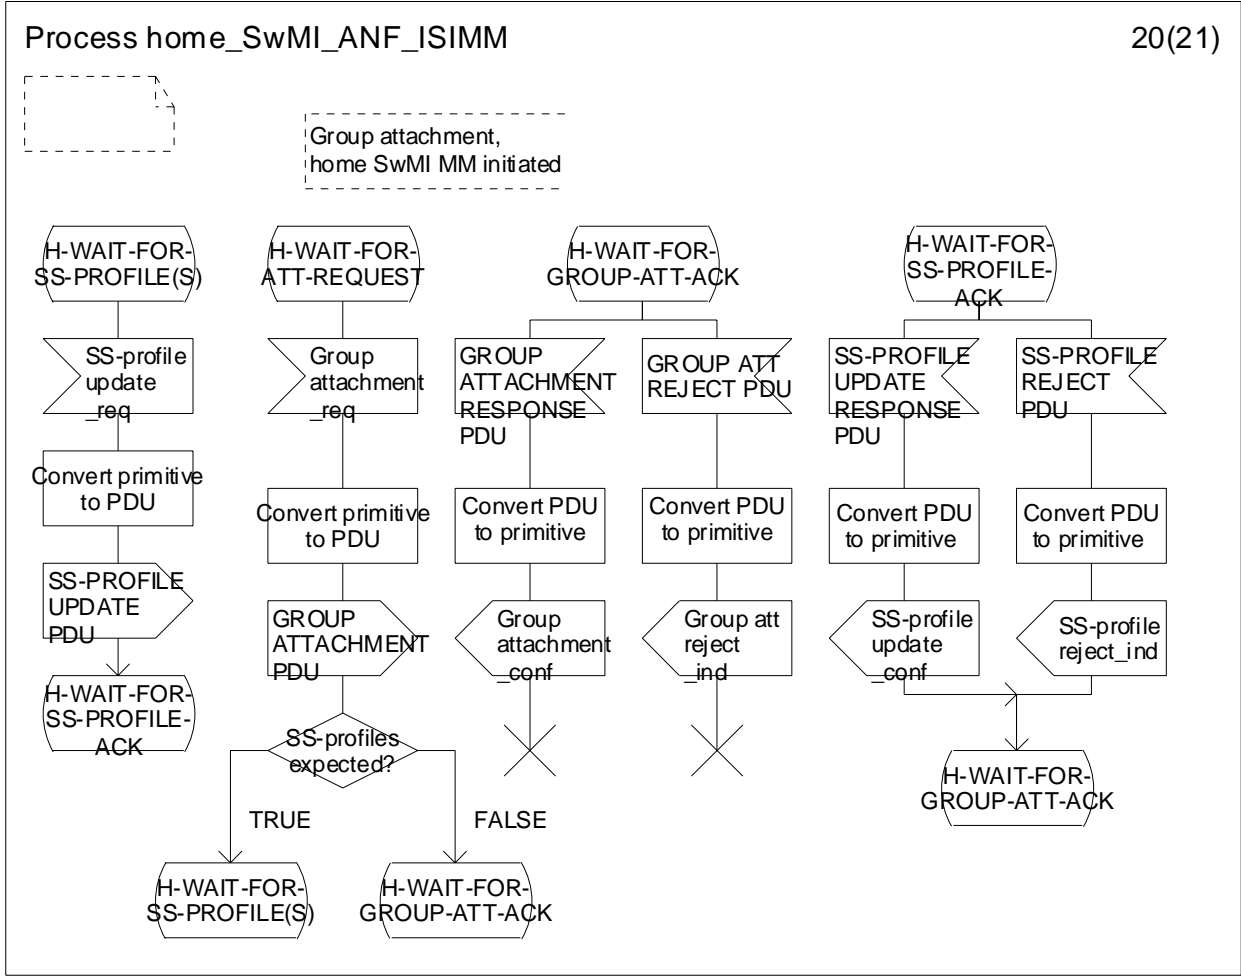 Process home_SwMI_ANF_ISIMM
20(21)
Group attachment,
home SwMI MM initiated
H-WAIT-FOR-
SS-PROFILE(S)
SS-profile
update
_req
Convert primitive
to PDU
SS-PROFILE
UPDATE
PDU
H-WAIT-FOR-
SS-PROFILE-
ACK
H-WAIT-FOR-
ATT-REQUEST
Group
attachment
_req
Convert primitive
to PDU
GROUP
ATTACHMENT
PDU
SS-profiles
expected?
TRUE
FALSE
H-WAIT-FOR-
SS-PROFILE(S)
H-WAIT-FOR-
GROUP-ATT-ACK
H-WAIT-FOR-
GROUP-ATT-ACK
GROUP
ATTACHMENT
RESPONSE
PDU
Convert PDU
to primitive
Group
attachment
_conf
GROUP ATT
REJECT PDU
Convert PDU
to primitive
Group att
reject
_ind
H-WAIT-FOR-
SS-PROFILE-
ACK
SS-PROFILE
UPDATE
RESPONSE
PDU
Convert PDU
to primitive
SS-profile
update
_conf
SS-PROFILE
REJECT
PDU
Convert PDU
to primitive
SS-profile
reject_ind
H-WAIT-FOR-
GROUP-ATT-ACK